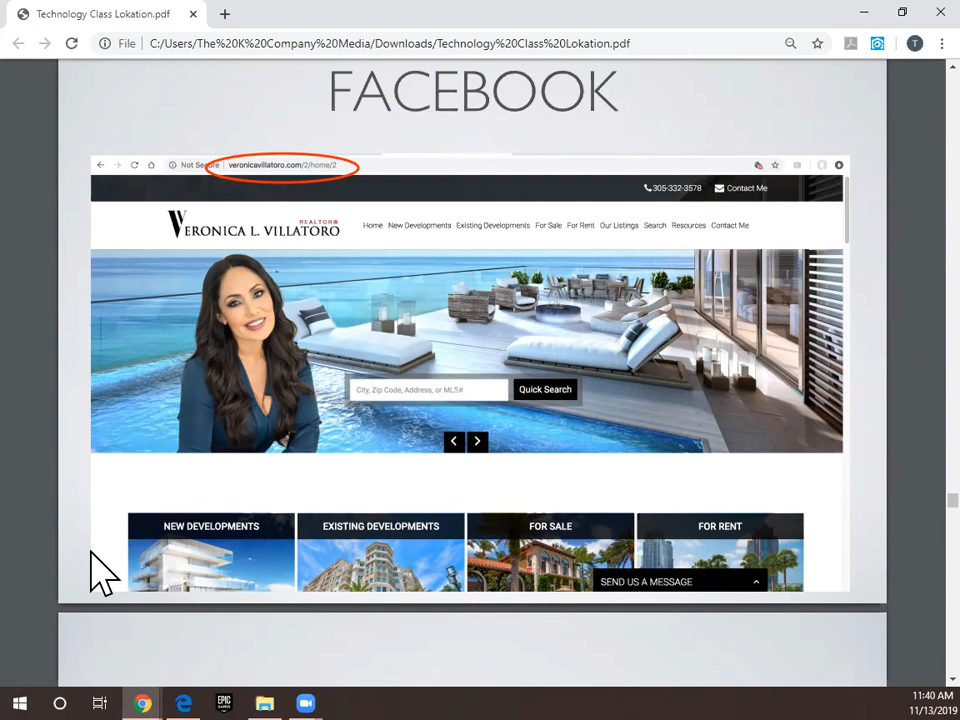 Technology Class Lokation.pdf
File C:/Users/The%20K%20Company%20Media/Downloads/Technology%20Class%20Lokation.pdf
T
FACEBOOK
Not Secure veronicavillatoro.com/2/home/2
305-332-3578 Contact Me
REALTOR®
VERONICA L. VILLATORO
Home New Developments Existing Developments For Sale For Rent Our Listings Search Resources Contact Me
City, Zip Code, Address, or MLS# Quick Search
NEW DEVELOPMENTS EXISTING DEVELOPMENTS FOR SALE FOR RENT
SEND US A MESSAGE
EPIC
GAMES
11:40 AM
11/13/2019